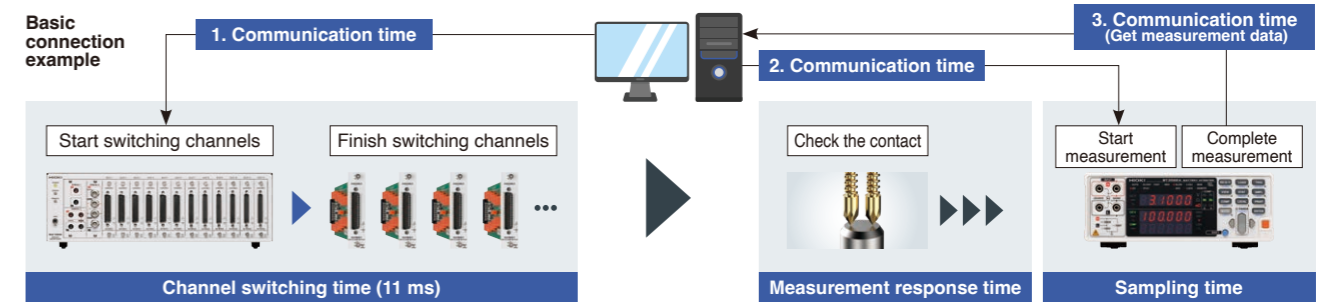 Basic
connection
example
1. Communication time
3. Communication time
(Get measurement data)
2. Communication time
Start switching channels
Finish switching channels
Check the contact
Start
measurement
Complete
measurement
31000
100000
Channel switching time (11 ms)
Measurement response time
Sampling time